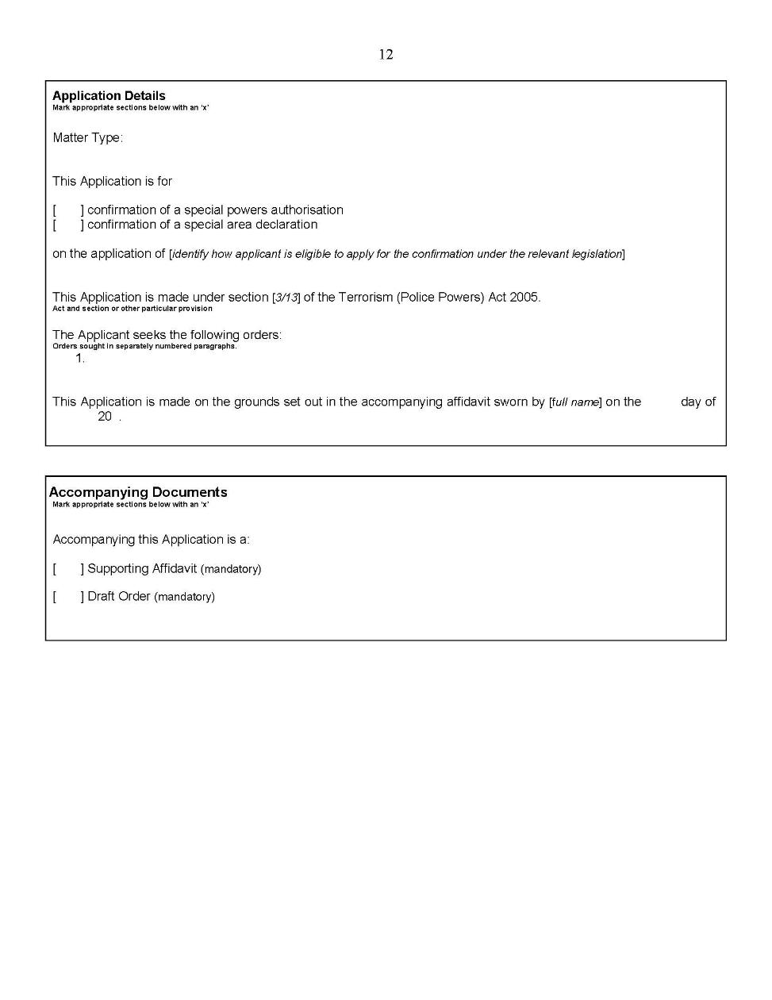 12
Application Details
Mark appropriate sections below with an 'x'
Matter Type:
This Application is for
[ ] confirmation of a special powers authorisation
[ ] confirmation of a special area declaration
on the application of [identify how applicant is eligible to apply for the confirmation under the relevant legislation]
This Application is made under section [3/13] of the Terrorism (Police Powers) Act 2005.
Act and section or other particular provision
The Applicant seeks the following orders:
Orders sought in separately numbered paragraphs.
1.
This Application is made on the grounds set out in the accompanying affidavit sworn by [full name] on the day of
20 .
Accompanying Documents
Mark appropriate sections below with an 'x'
Accompanying this Application is a:
[ ] Supporting Affidavit (mandatory)
[ ] Draft Order (mandatory)